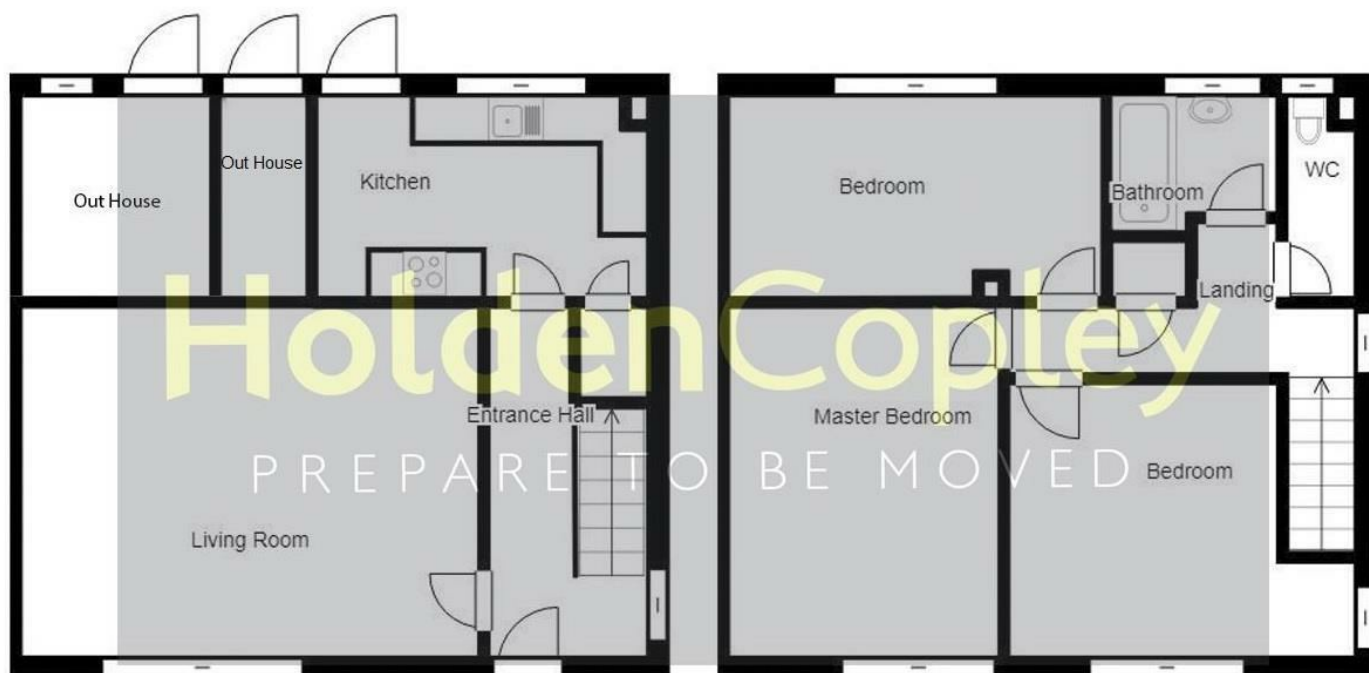 Out House
Out House
Kitchen
Living Room
Entrance Hall
Bedroom
Bathroom
WC
Landing
Master Bedroom
Bedroom
HoldenCopley
PREPARE TO BE MOVED